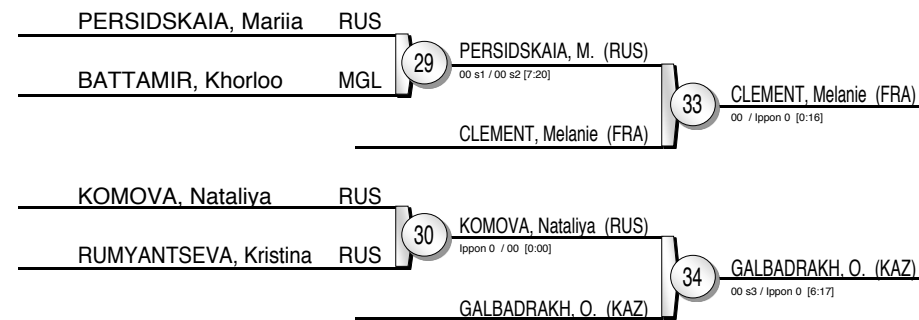 PERSIDSKAIA, Mariia RUS
29
PERSIDSKAIA, M. (RUS)
00 s1 / 00 s2 [7:20]
BATTAMIR, Khorloo MGL
33
CLEMENT, Melanie (FRA)
00 / Ippon 0 [0:16]
CLEMENT, Melanie (FRA)
KOMOVA, Nataliya RUS
30
KOMOVA, Nataliya (RUS)
Ippon 0 / 00 [0:00]
RUMYANTSEVA, Kristina RUS
34
GALBADRAKH, O. (KAZ)
00 s3 / Ippon 0 [6:17]
GALBADRAKH, O. (KAZ)